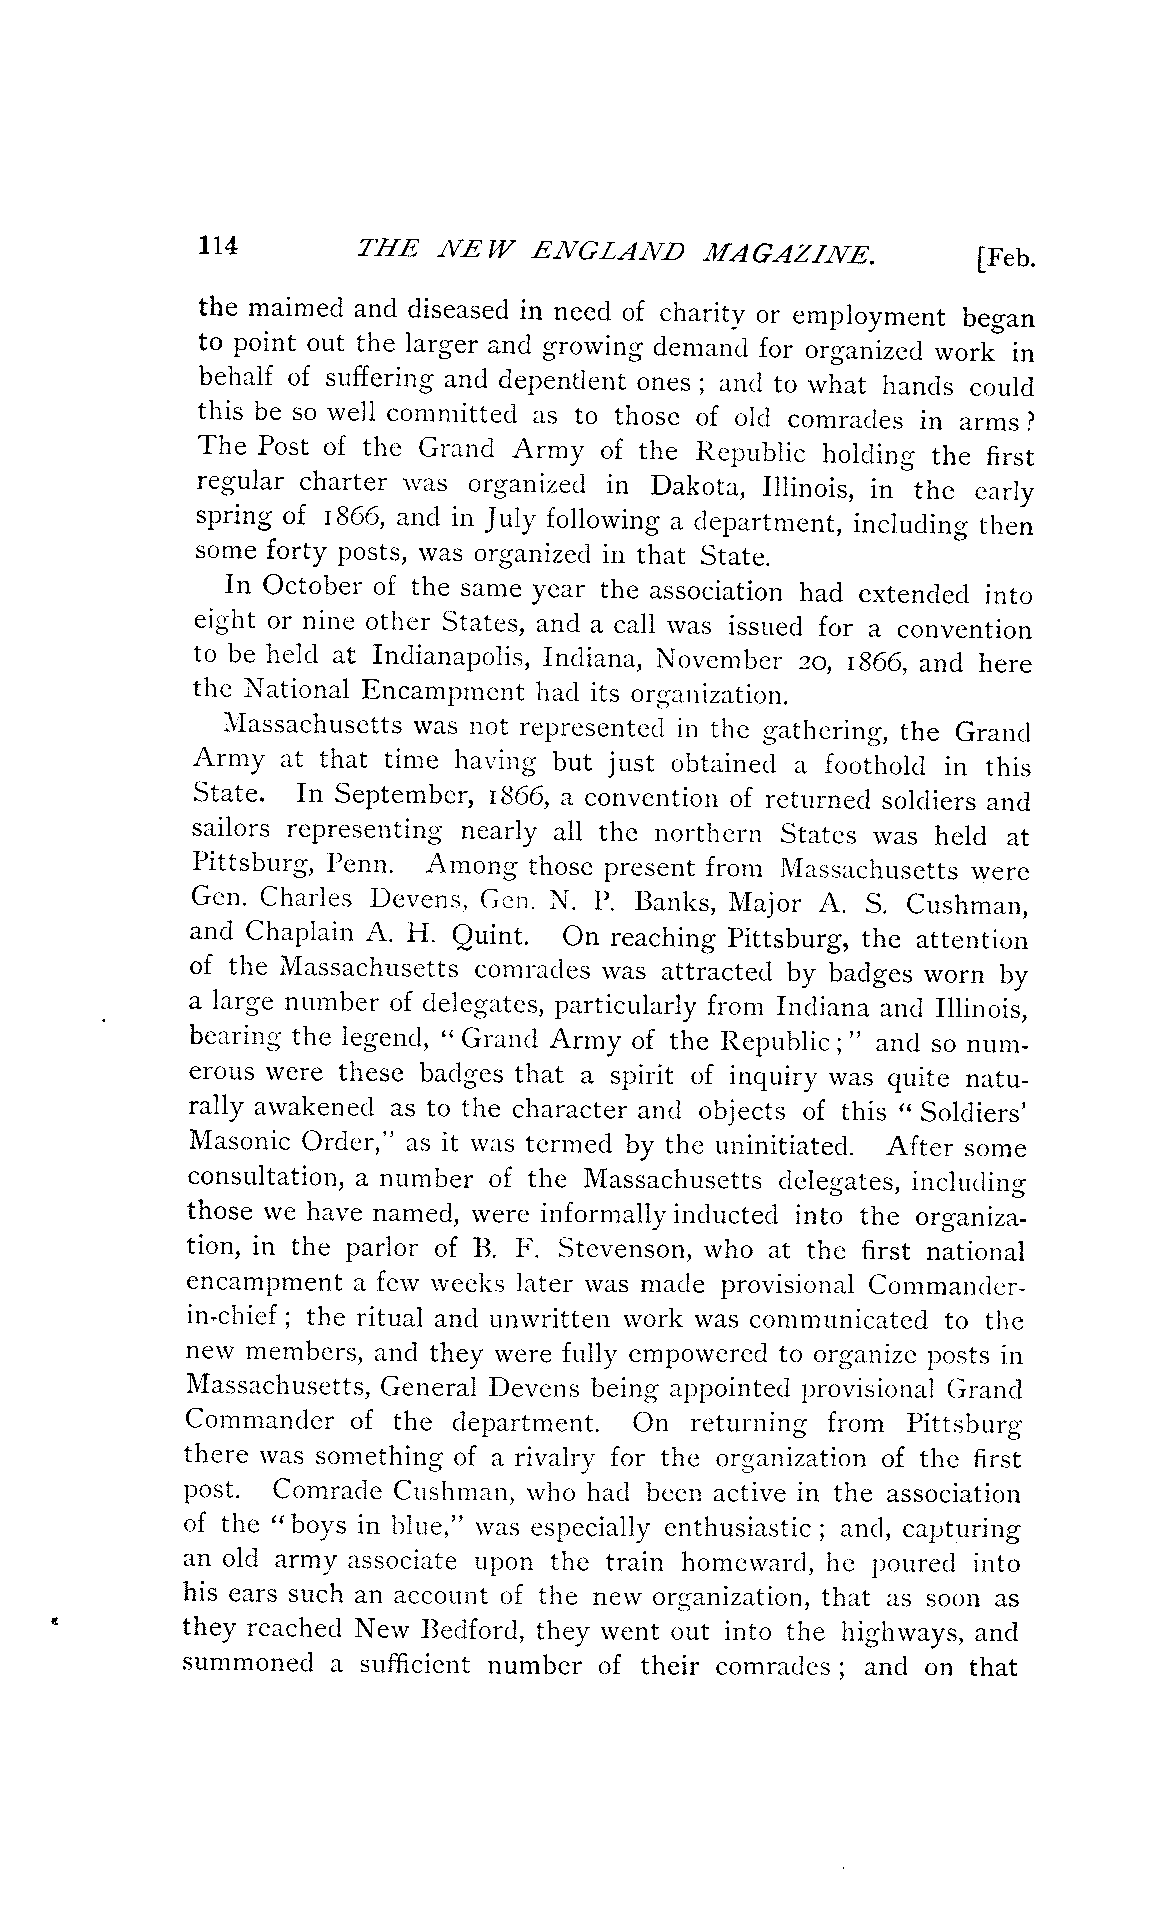 114 THE NEW ENGLAND MAGAZINE. [Feb.
the maimed and diseased in need of charity or employment began
to point out the larger and growing demand for organized work in
behalf of suffering and dependent ones ; and to what hands could
this be so well committed as to those of old comrades in arms ?
The Post of the Grand Army of the Republic holding the first
regular charter was organized in Dakota, Illinois, in the early
spring of 1866, and in July following a department, including then
some forty posts, was organized in that State.
In October of the same year the association had extended into
eight or nine other States, and a call was issued for a convention
to be held at Indianapolis, Indiana, November 20, 1866, and here
the National Encampment had its organization.
Massachusetts was not represented in the gathering, the Grand
Army at that time having but just obtained a foothold in this
State. In September, 1866, a convention of returned soldiers and
sailors representing nearly all the northern States was held at
Pittsburg, Penn. Among those present from Massachusetts were
Gen. Charles Devens, Gen. N. P. Banks, Major A. S. Cushman,
and Chaplain A. H. Quint. On reaching Pittsburg, the attention
of the Massachusetts comrades was attracted by badges worn by
a large number of delegates, particularly from Indiana and Illinois,
bearing the legend, “ Grand Army of the Republic ; ” and so num-
erous were these badges that a spirit of inquiry was quite natu-
rally awakened as to the character and objects of this “ Soldiers’
Masonic Order,” as it was termed by the uninitiated. After some
consultation, a number of the Massachusetts delegates, including
those we have named, were informally inducted into the organiza-
tion, in the parlor of B. F. Stevenson, who at the first national
encampment a few weeks later was made provisional Commander-
in-chief ; the ritual and unwritten work was communicated to the
new members, and they were fully empowered to organize posts in
Massachusetts, General Devens being appointed provisional Grand
Commander of the department. On returning from Pittsburg
there was something of a rivalry for the organization of the first
post. Comrade Cushman, who had been active in the association
of the “boys in blue,” was especially enthusiastic ; and, capturing
an old army associate upon the train homeward, he poured into
his ears such an account of the new organization, that as soon as
they reached New Bedford, they went out into the highways, and
summoned a sufficient number of their comrades ; and on that